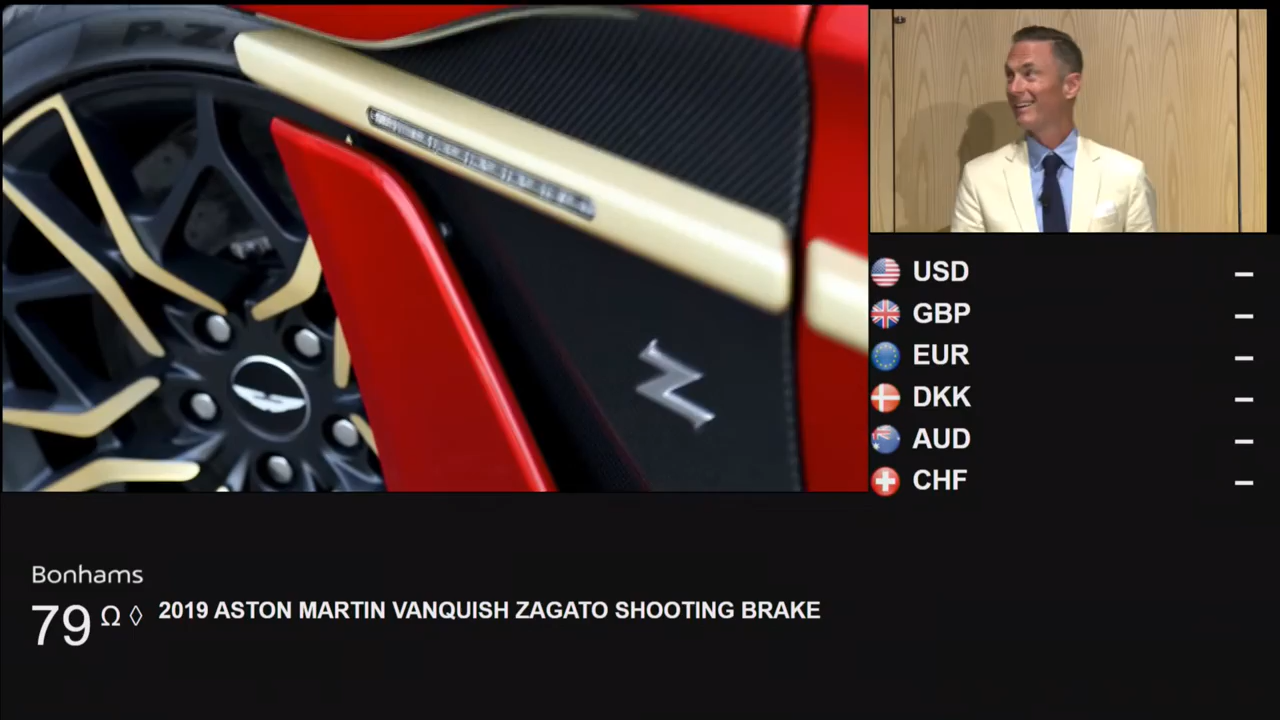 P-Z
USD –
GBP –
EUR –
DKK –
AUD –
CHF –
Bonhams
79 Ω ◊ 2019 ASTON MARTIN VANQUISH ZAGATO SHOOTING BRAKE